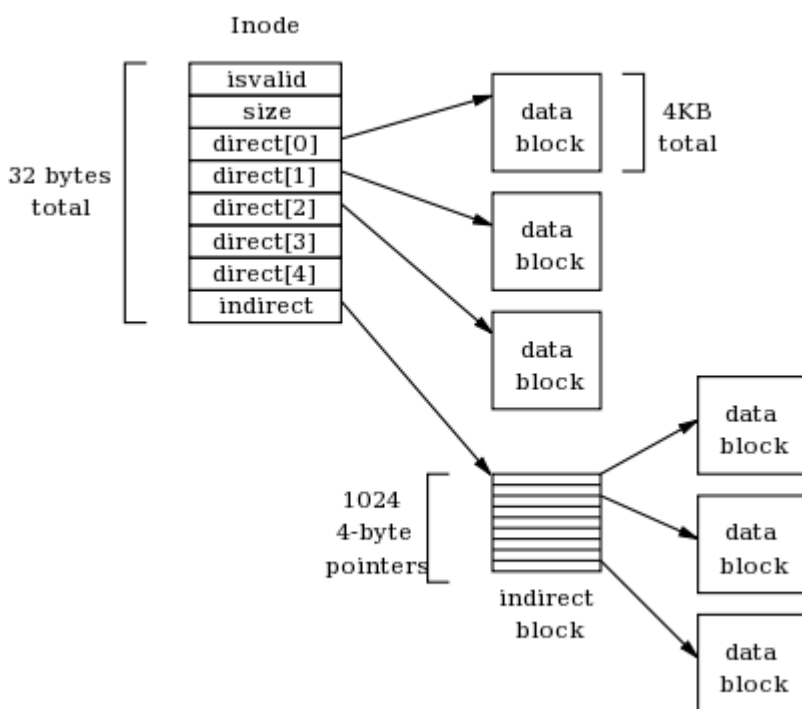 Inode
isvalid
size
direct[0]
direct[1]
direct[2]
direct[3]
direct[4]
indirect
32 bytes
total
data
block
4KB
total
data
block
data
block
1024
4-byte
pointers
indirect
block
data
block
data
block
data
block